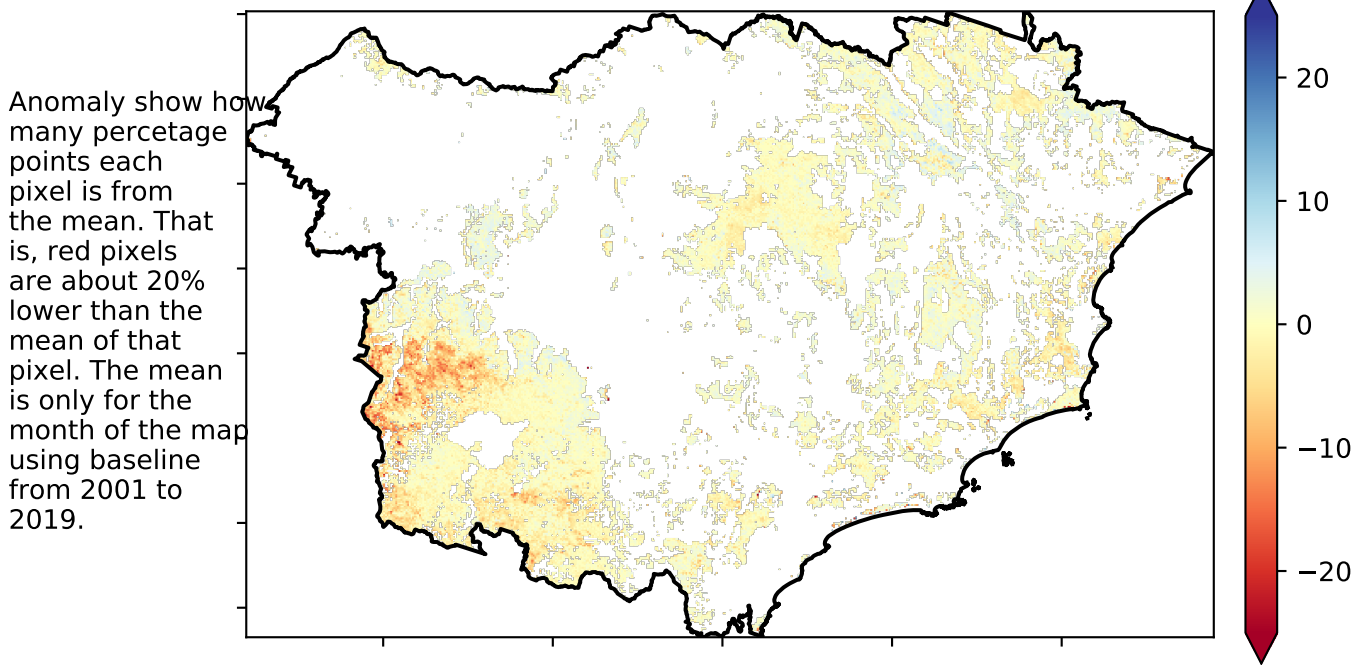 Anomaly show how
many percetage
points each
pixel is from
the mean. That
is, red pixels
are about 20%
lower than the
mean of that
pixel. The mean
is only for the
month of the map
using baseline
from 2001 to
2019.
20
10
0
−10
−20